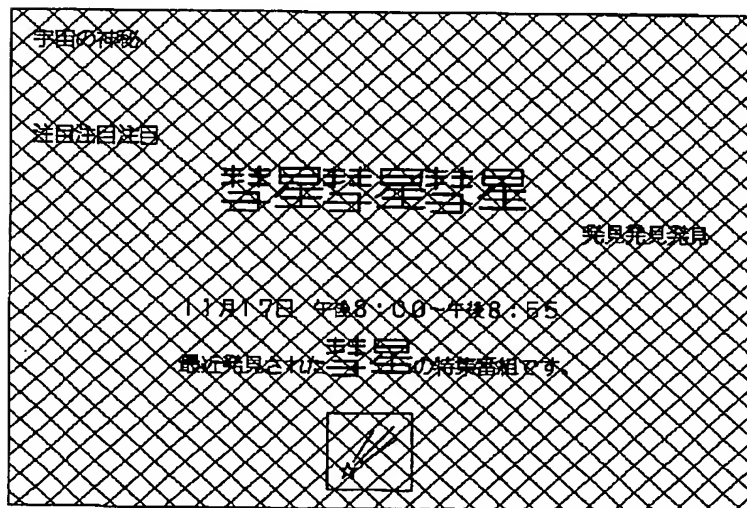 宇宙の神秘
注目注目注目
彗星彗星彗星
発見発見発見
11月17日 午後8:00~午後8:55
最近発見された彗星の特集番組です。